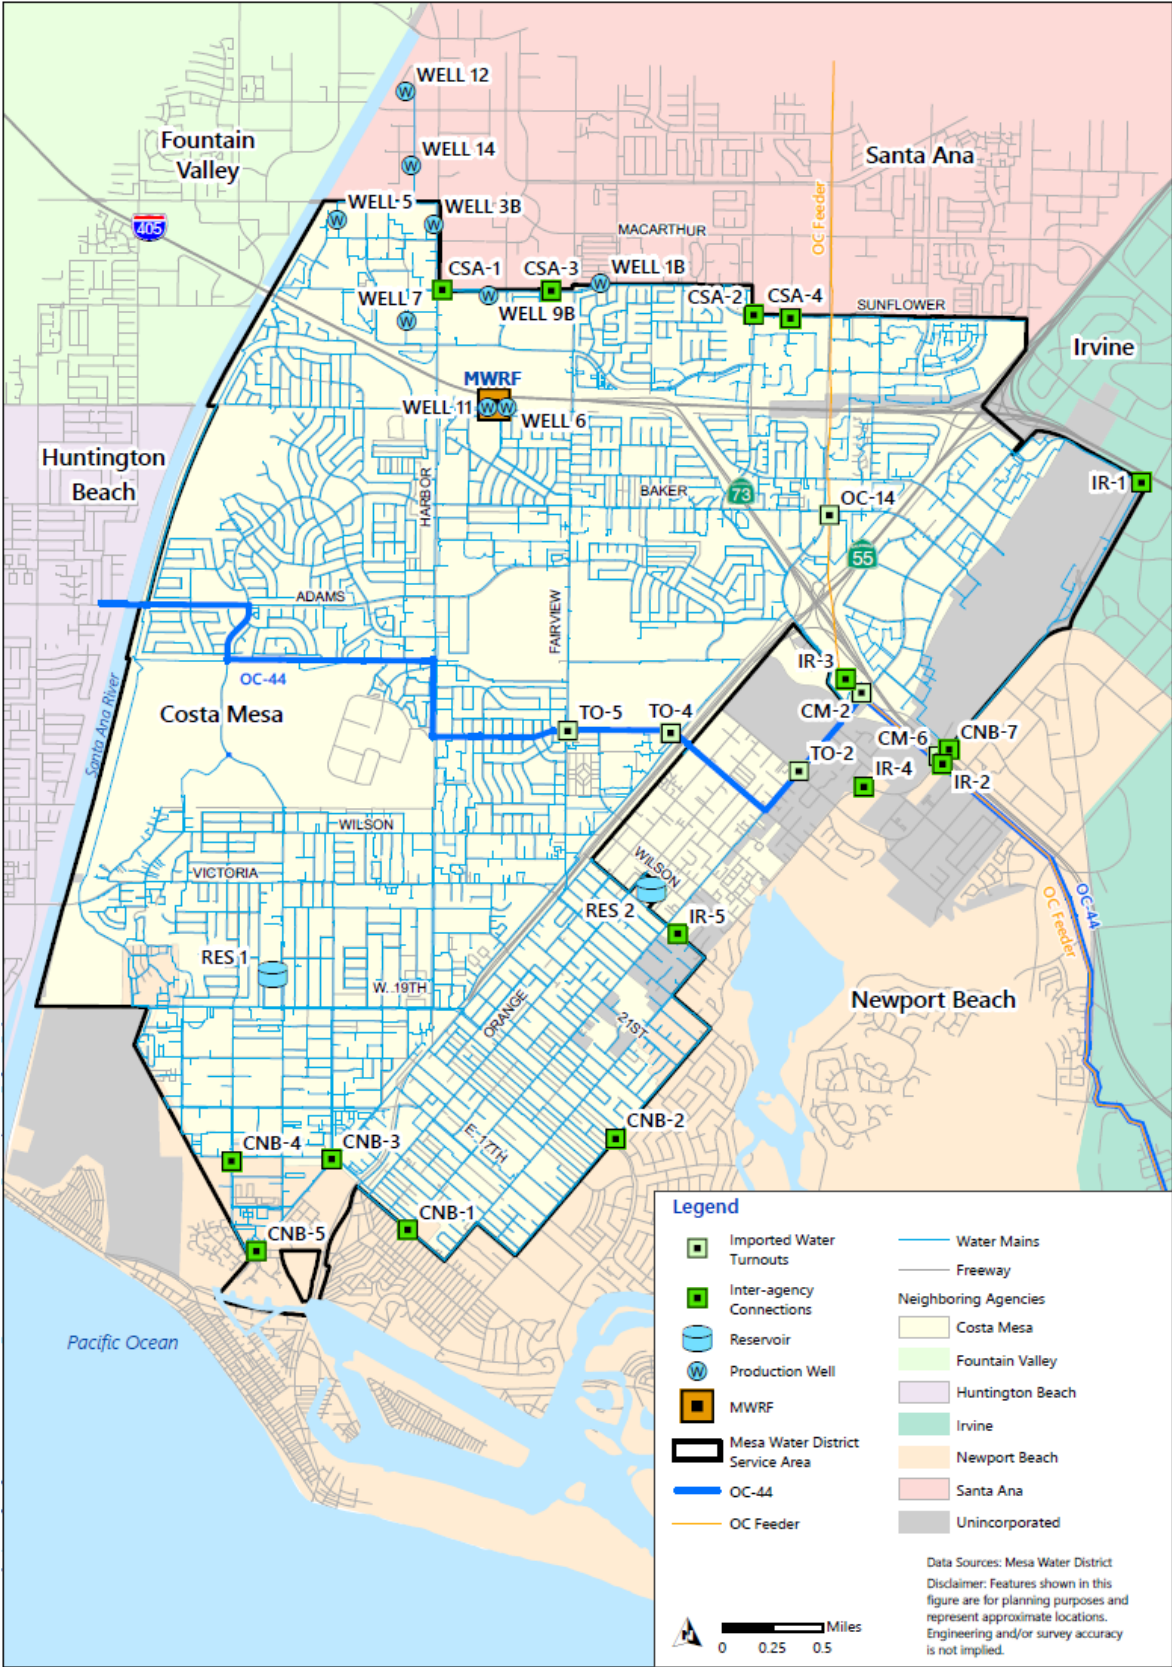 WELL 12
Fountain
Valley
WELL 14
Santa Ana
WELL 5
WELL 3B
405
MACARTHUR
OC Feeder
CSA-1
CSA-3
WELL 1B
WELL 7
WELL 9B
CSA-2
CSA-4
SUNFLOWER
Irvine
MWRF
WELL 11
WELL 6
Huntington
Beach
HARBOR
BAKER
73
OC-14
IR-1
55
ADAMS
FAIRVIEW
OC-44
IR-3
Santa Ana River
Costa Mesa
TO-5
TO-4
CM-2
CM-6
CNB-7
TO-2
IR-4
IR-2
WILSON
VICTORIA
WILSON
RES 2
IR-5
OC-44
OC Feeder
RES 1
W. 19TH
ORANGE
21ST
Newport Beach
CNB-4
CNB-3
E. 17TH
CNB-2
CNB-1
CNB-5
Pacific Ocean
Legend
Imported Water
Turnouts
Inter-agency
Connections
Reservoir
W Production Well
MWRF
Mesa Water District
Service Area
OC-44
OC Feeder
Water Mains
Freeway
Neighboring Agencies
Costa Mesa
Fountain Valley
Huntington Beach
Irvine
Newport Beach
Santa Ana
Unincorporated
Data Sources: Mesa Water District
Disclaimer: Features shown in this
figure are for planning purposes and
represent approximate locations.
Engineering and/or survey accuracy
is not implied.
N
Miles
0 0.25 0.5